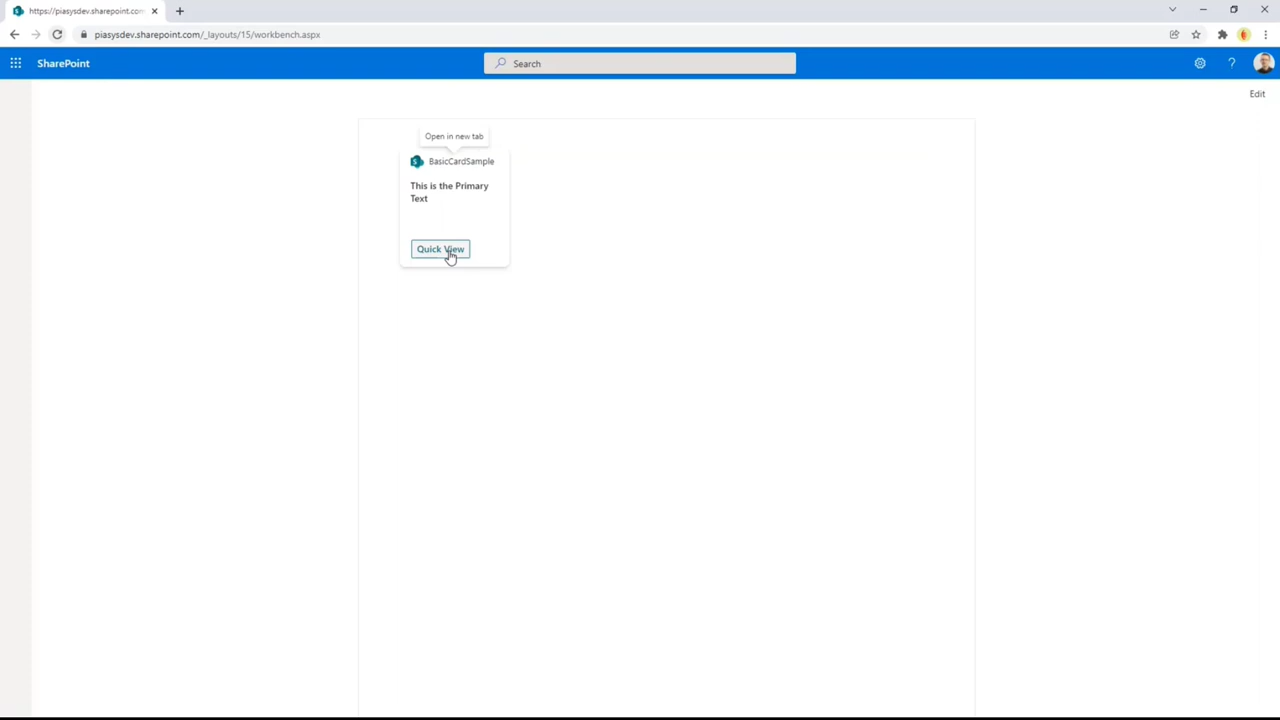 https://piasysdev.sharepoint.com
piasysdev.sharepoint.com/_layouts/15/workbench.aspx
SharePoint
Search
?
Edit
Open in new tab
BasicCardSample
This is the Primary
Text
Quick View